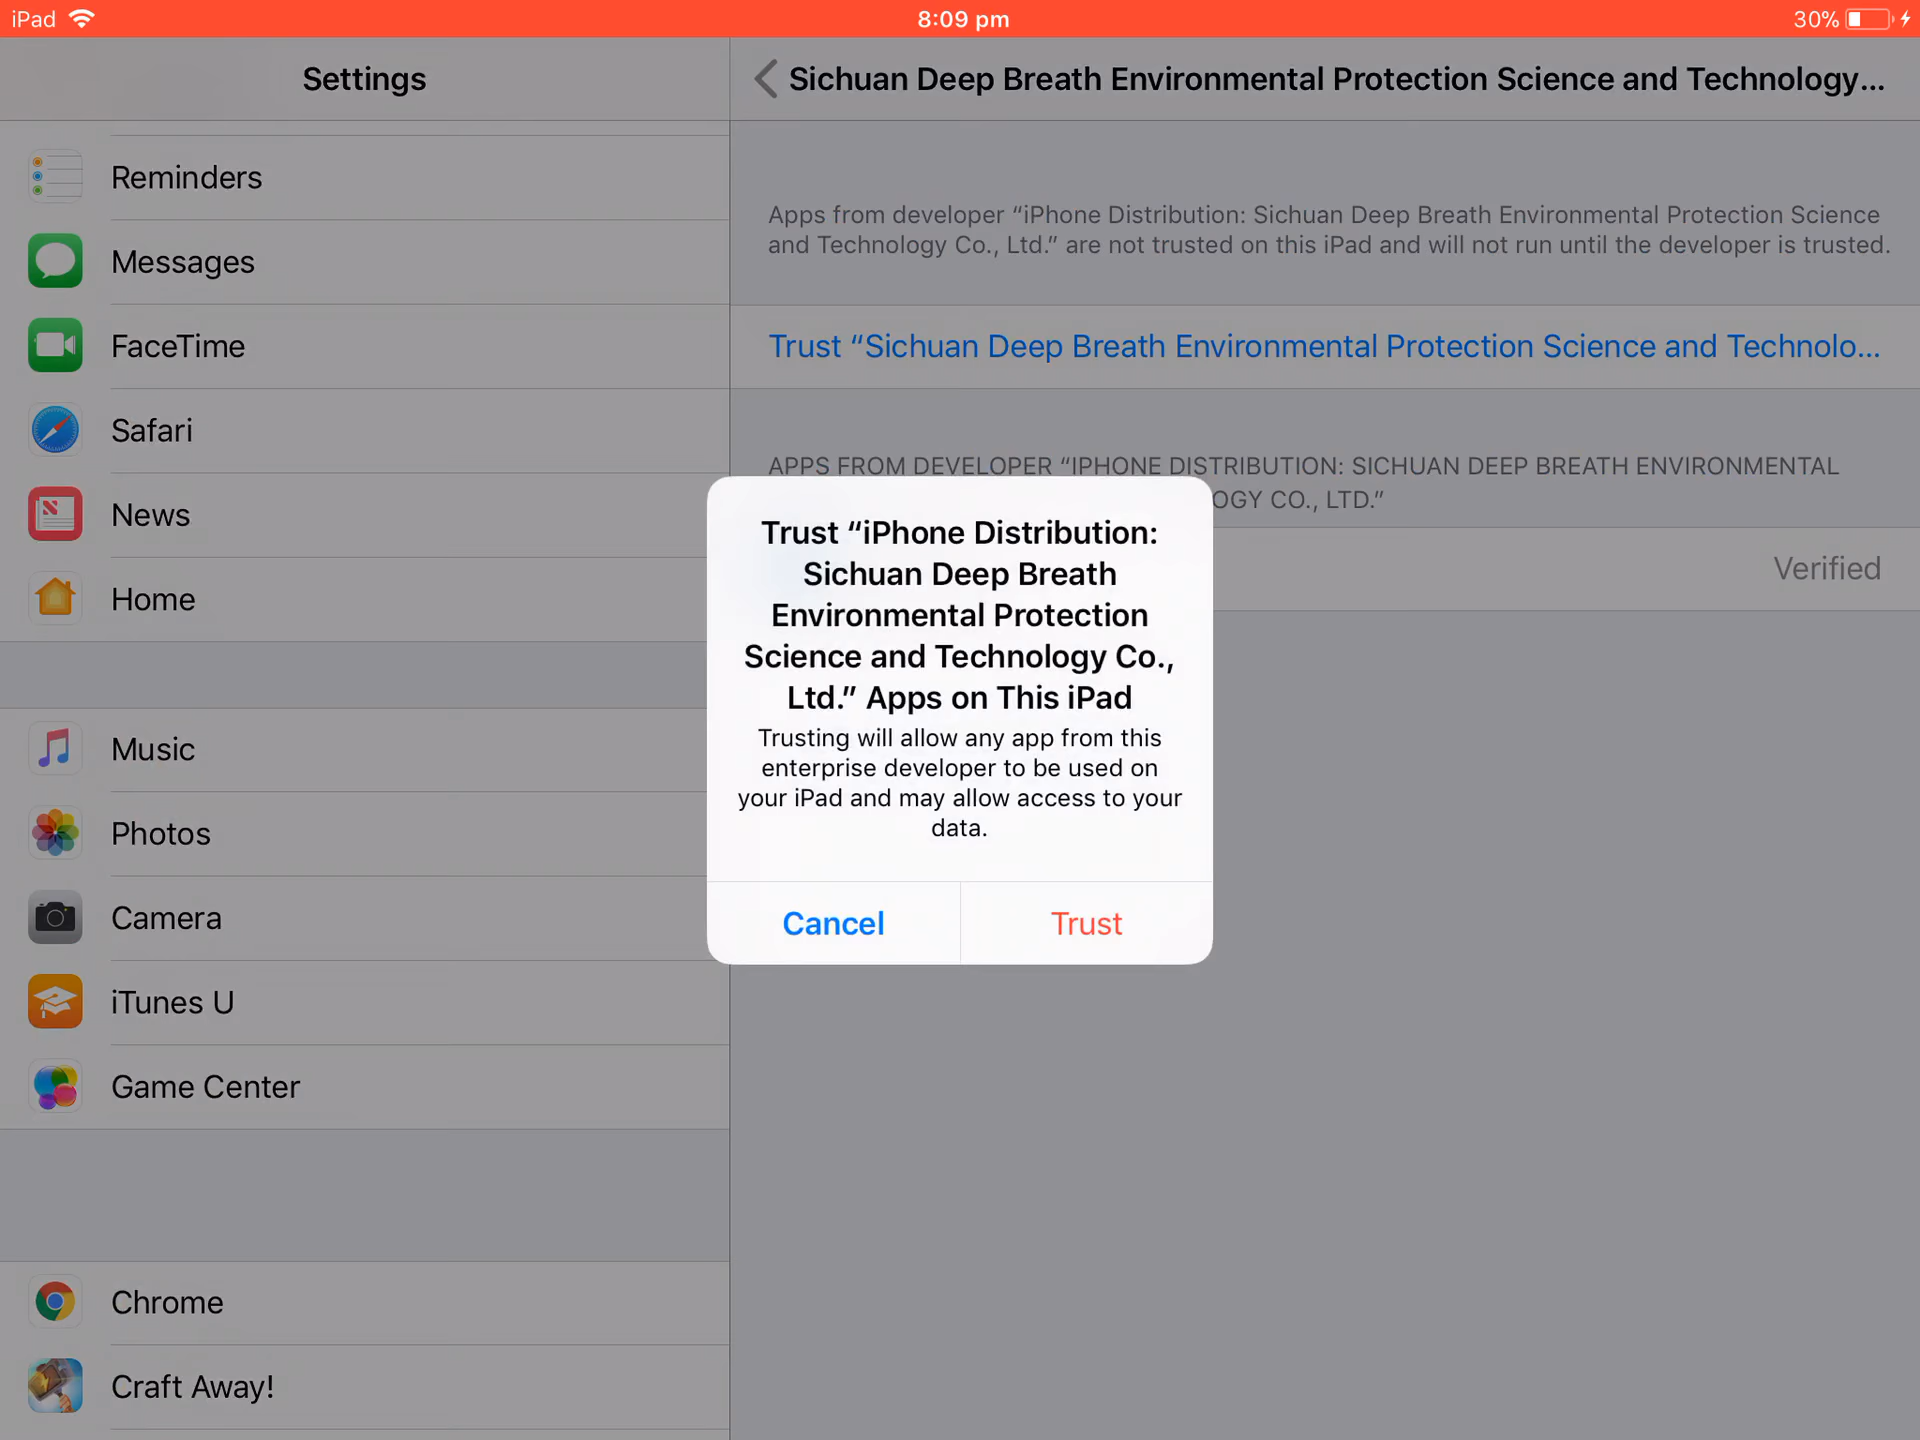 iPad
8:09 pm
30%
Settings
Reminders
Messages
FaceTime
Safari
News
Home
Music
Photos
Camera
iTunes U
Game Center
Chrome
Craft Away!
Sichuan Deep Breath Environmental Protection Science and Technology...
Apps from developer “iPhone Distribution: Sichuan Deep Breath Environmental Protection Science
and Technology Co., Ltd.” are not trusted on this iPad and will not run until the developer is trusted.
Trust “Sichuan Deep Breath Environmental Protection Science and Technolo...
APPS FROM DEVELOPER “IPHONE DISTRIBUTION: SICHUAN DEEP BREATH ENVIRONMENTAL
OGY CO., LTD.”
Verified
Trust “iPhone Distribution:
Sichuan Deep Breath
Environmental Protection
Science and Technology Co.,
Ltd.” Apps on This iPad
Trusting will allow any app from this
enterprise developer to be used on
your iPad and may allow access to your
data.
Cancel
Trust